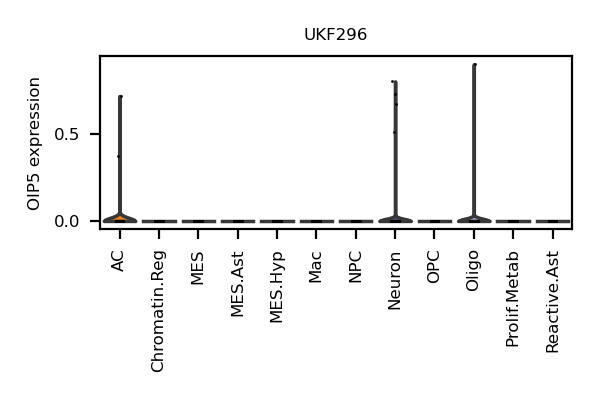 UKF296
OIP5 expression
0.5
0.0
AC
Chromatin.Reg
MES
MES.Ast
MES.Hyp
Mac
NPC
Neuron
OPC
Oligo
Prolif.Metab
Reactive.Ast